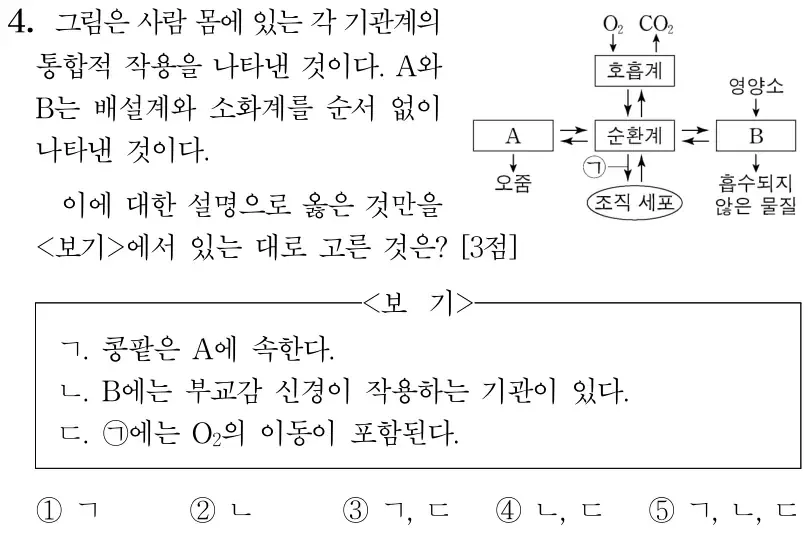 4. 그림은 사람 몸에 있는 각 기관계의
통합적 작용을 나타낸 것이다. A와
B는 배설계와 소화계를 순서 없이
나타낸 것이다.
O₂ CO₂
호흡계
영양소
A
순환계
B
㉠
오줌
조직 세포
흡수되지
않은 물질
이에 대한 설명으로 옳은 것만을
<보기>에서 있는 대로 고른 것은? [3점]
<보 기>
ㄱ. 콩팥은 A에 속한다.
ㄴ. B에는 부교감 신경이 작용하는 기관이 있다.
ㄷ. ㉠에는 O₂의 이동이 포함된다.
① ㄱ ② ㄴ ③ ㄱ, ㄷ ④ ㄴ, ㄷ ⑤ ㄱ, ㄴ, ㄷ